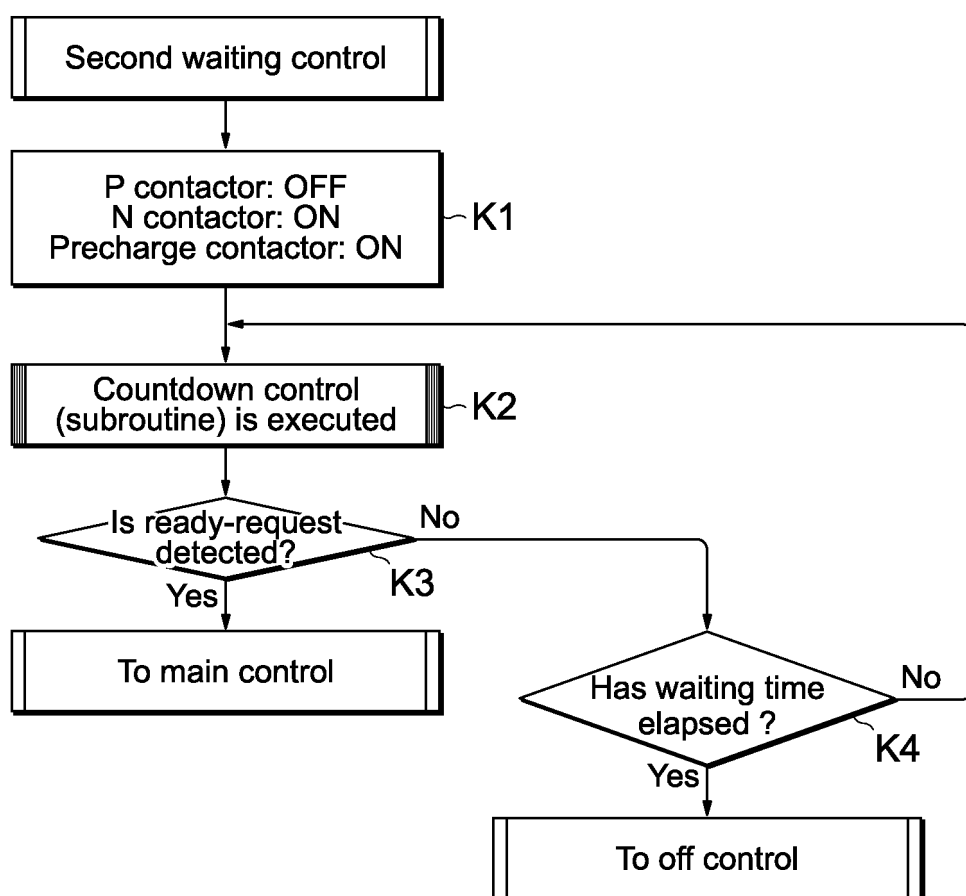 Second waiting control
P contactor: OFF
N contactor: ON
Precharge contactor: ON
K1
Countdown control
(subroutine) is executed
K2
Is ready-request
detected?
No
K3
Yes
To main control
Has waiting time
elapsed ?
No
K4
Yes
To off control